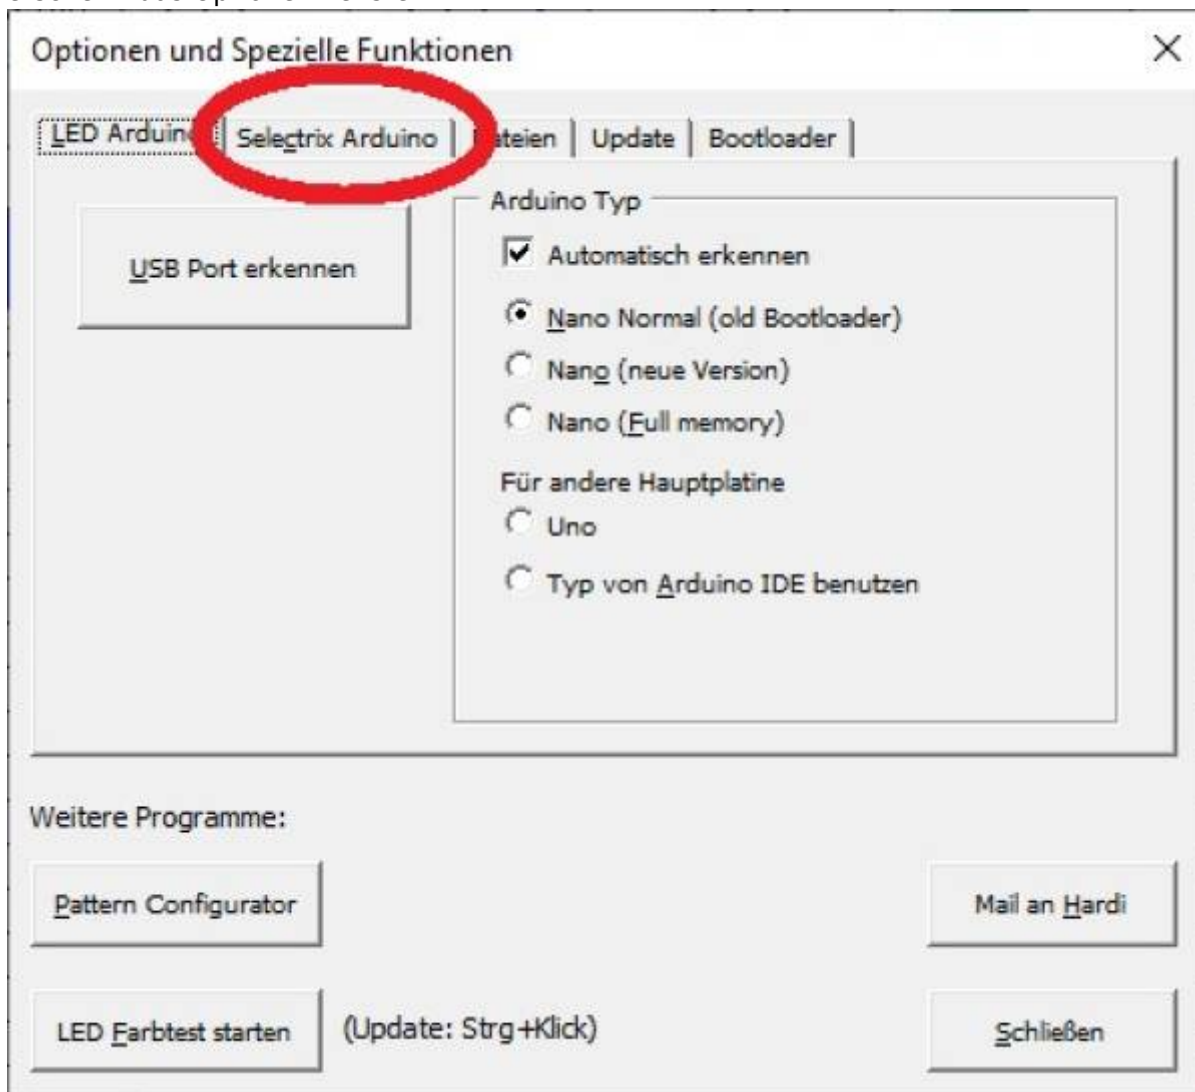 Optionen und Spezielle Funktionen
LED Arduino Selectrix Arduino ateien Update Bootloader
USB Port erkennen
Arduino Typ
Automatisch erkennen
Nano Normal (old Bootloader)
Nano (neue Version)
Nano (Full memory)
Für andere Hauptplatine
Uno
Typ von Arduino IDE benutzen
Weitere Programme:
Pattern Configurator
Mail an Hardi
LED Farbtest starten (Update: Strg+Klick)
Schließen